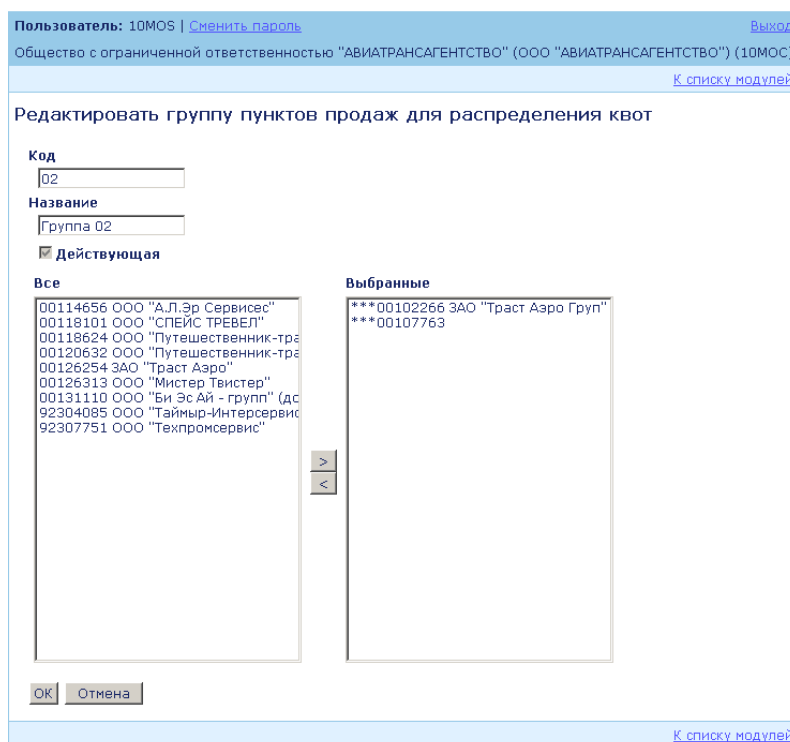 Пользователь: 10MOS | Сменить пароль Выход
Общество с ограниченной ответственностью "АВИАТРАНСАГЕНТСТВО" (ООО "АВИАТРАНСАГЕНТСТВО") (10МОС)
К списку модулей
Редактировать группу пунктов продаж для распределения квот
Код
02
Название
Группа 02
Действующая
Все
00114656 ООО "А.Л.Эр Сервисес"
00118101 ООО "СПЕЙС ТРЕВЕЛ"
00118624 ООО "Путешественник-тра
00120632 ООО "Путешественник-тра
00126254 ЗАО "Траст Аэро"
00126313 ООО "Мистер Твистер"
00131110 ООО "Би Эс Ай - групп" (дс
92304085 ООО "Таймыр-Интерсервис
92307751 ООО "Техпромсервис"
>
<
Выбранные
***00102266 ЗАО "Траст Аэро Груп"
***00107763
OK Отмена
К списку модулей